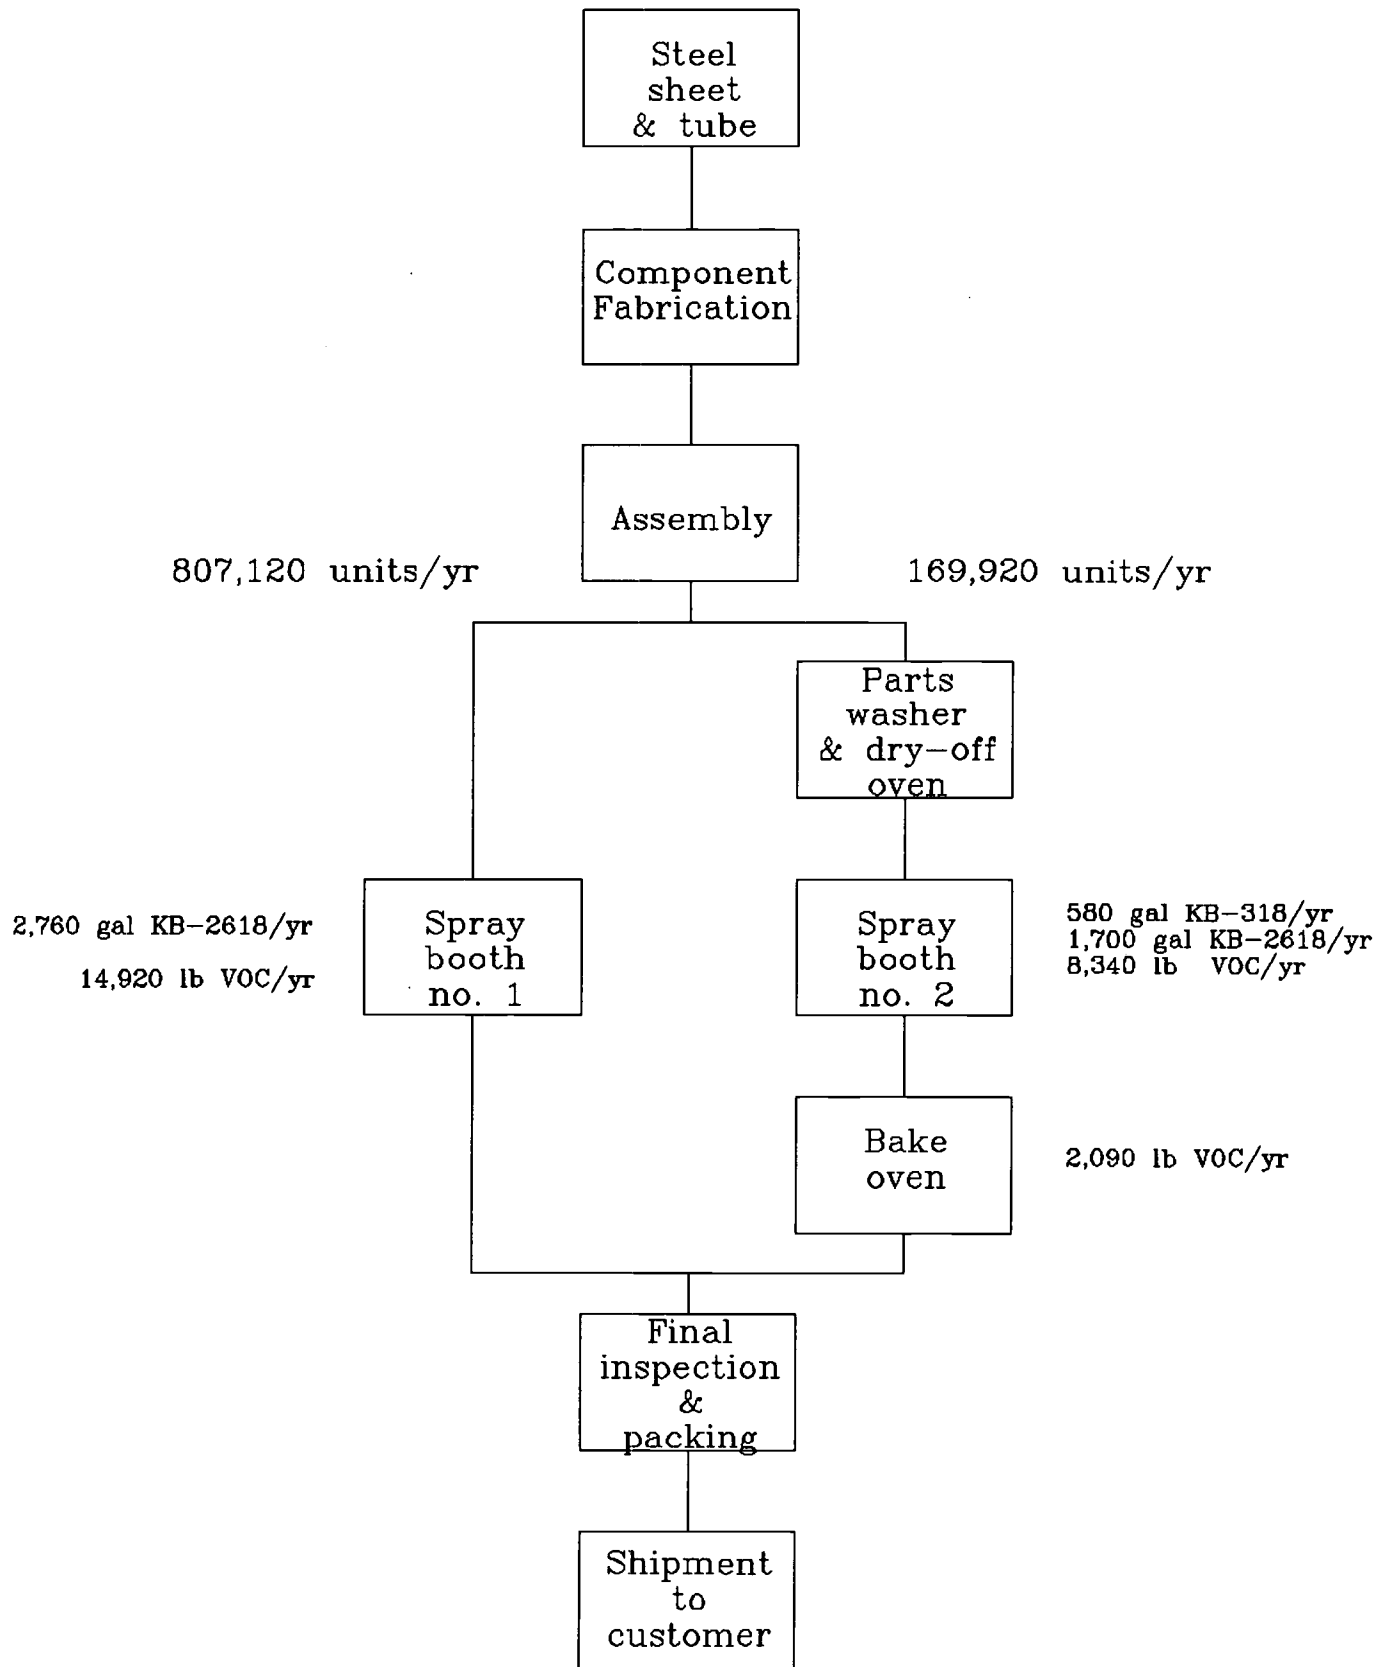 Steel
sheet
& tube
Component
Fabrication
Assembly
807,120 units/yr
169,920 units/yr
Parts
washer
& dry-off
oven
2,760 gal KB-2618/yr
14,920 lb VOC/yr
Spray
booth
no. 1
Spray
booth
no. 2
580 gal KB-318/yr
1,700 gal KB-2618/yr
8,340 lb VOC/yr
Bake
oven
2,090 lb VOC/yr
Final
inspection
&
packing
Shipment
to
customer